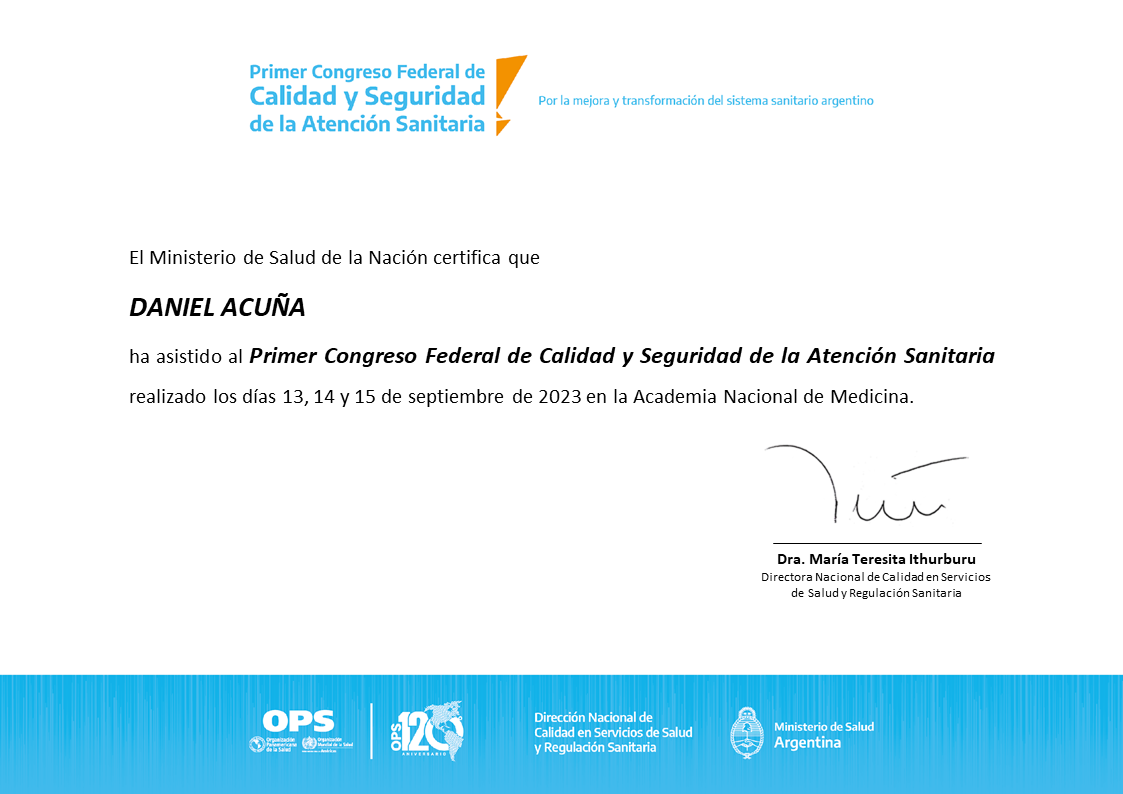 Primer Congreso Federal de
Calidad y Seguridad
de la Atención Sanitaria
Por la mejora y transformación del sistema sanitario argentino
El Ministerio de Salud de la Nación certifica que
DANIEL ACUÑA
ha asistido al Primer Congreso Federal de Calidad y Seguridad de la Atención Sanitaria
realizado los días 13, 14 y 15 de septiembre de 2023 en la Academia Nacional de Medicina.
Dra. María Teresita Ithurburu
Directora Nacional de Calidad en Servicios
de Salud y Regulación Sanitaria
OPS
Organización
Panamericana
de la Salud
Organización
Mundial de la Salud
OPS
120
ANIVERSARIO
Dirección Nacional de
Calidad en Servicios de Salud
y Regulación Sanitaria
Ministerio de Salud
Argentina